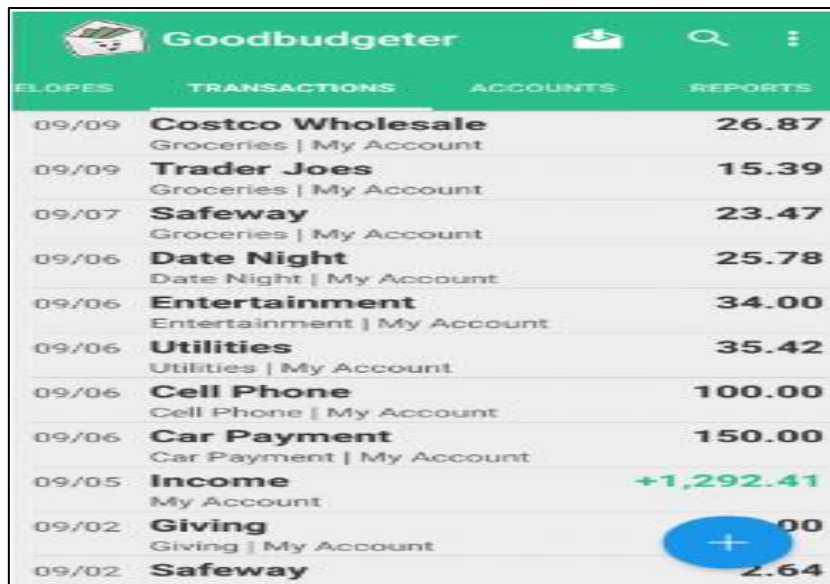 Goodbudgeter
ELOPES TRANSACTIONS ACCOUNTS REPORTS
09/09 Costco Wholesale 26.87
Groceries | My Account
09/09 Trader Joes 15.39
Groceries | My Account
09/07 Safeway 23.47
Groceries | My Account
09/06 Date Night 25.78
Date Night | My Account
09/06 Entertainment 34.00
Entertainment | My Account
09/06 Utilities 35.42
Utilities | My Account
09/06 Cell Phone 100.00
Cell Phone | My Account
09/06 Car Payment 150.00
Car Payment | My Account
09/05 Income +1,292.41
My Account
09/02 Giving 00
Giving | My Account
09/02 Safeway 2.64